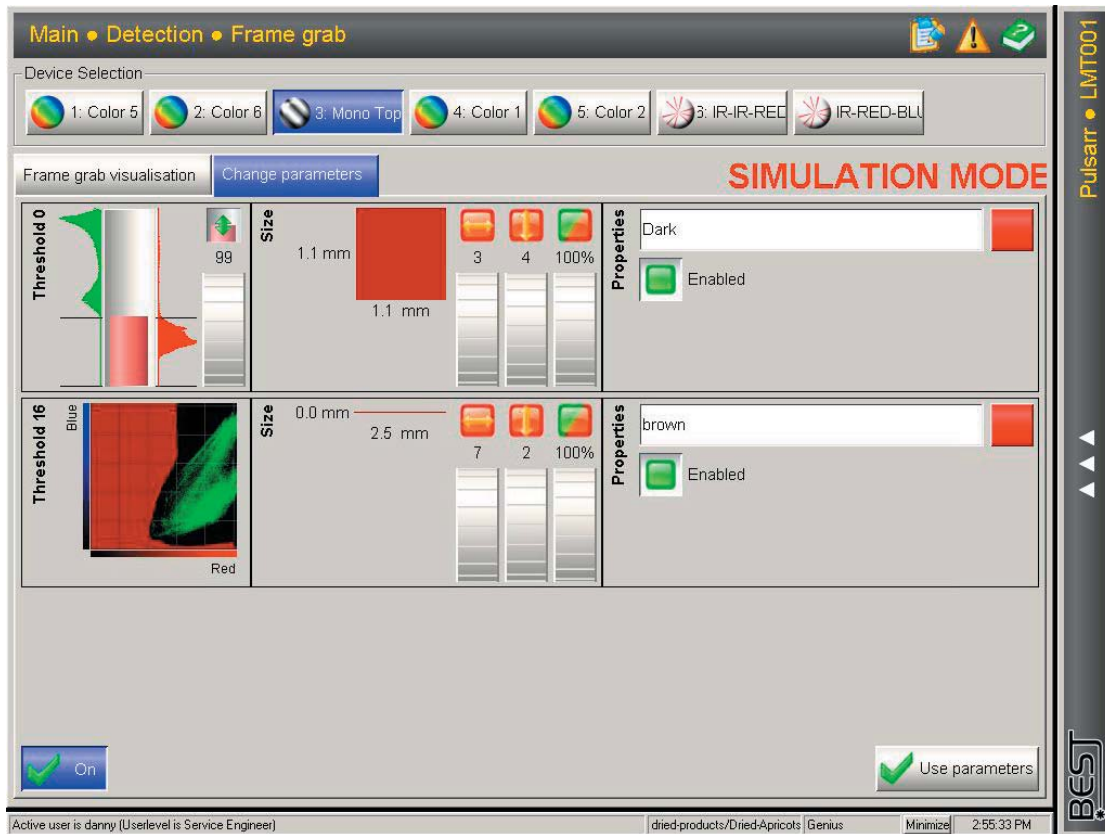 Main ● Detection ● Frame grab
Device Selection
1: Color 5
2: Color 6
3: Mono Top
4: Color 1
5: Color 2
6: IR-IR-RED
IR-RED-BLU
Frame grab visualisation
Change parameters
SIMULATION MODE
Threshold 0
99
Size
1.1 mm
1.1 mm
3
4
100%
Properties
Dark
Enabled
Threshold 16
Blue
Red
Size
0.0 mm
2.5 mm
7
2
100%
Properties
brown
Enabled
On
Use parameters
Active user is danny (Userlevel is Service Engineer)
dried-products/Dried-Apricots
Genius
Minimize
2:55:33 PM
Pulsarr ● LMT001
BEST